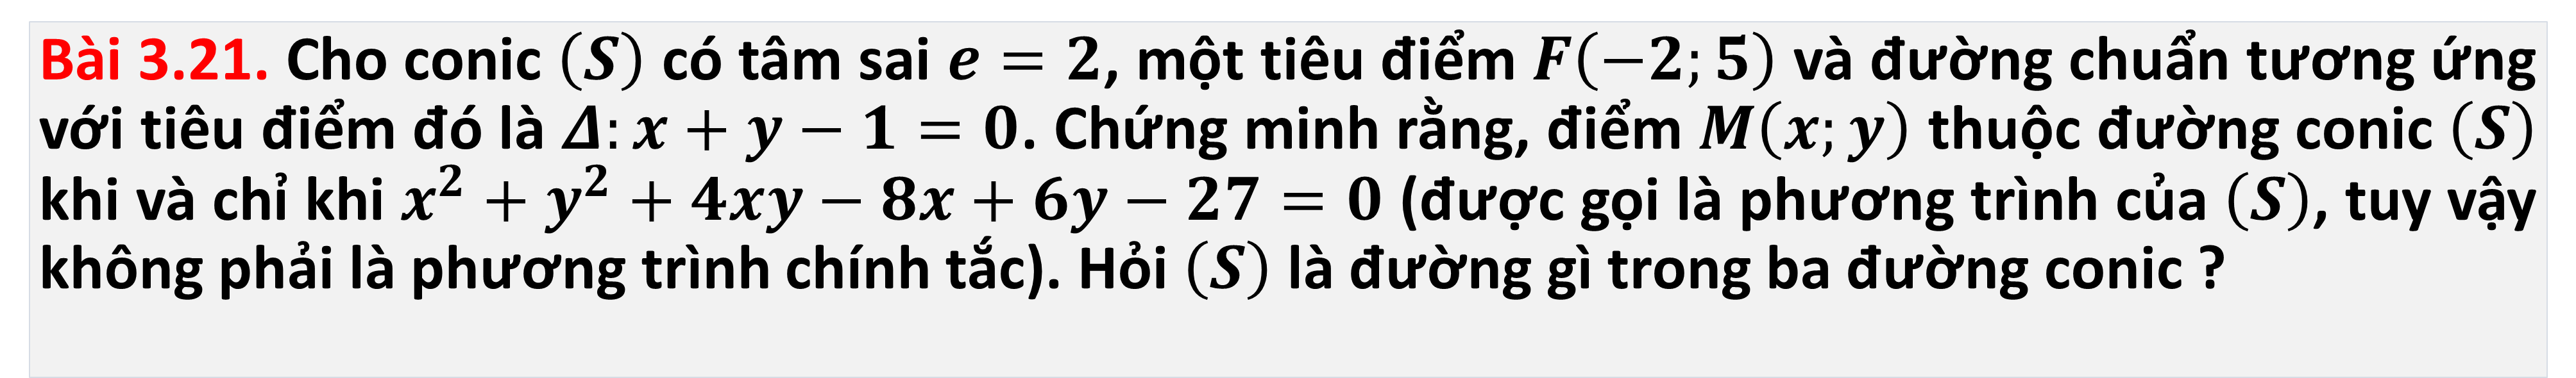 Bài 3.21. Cho conic (S) có tâm sai e = 2, một tiêu điểm F(−2; 5) và đường chuẩn tương ứng
với tiêu điểm đó là Δ: x + y − 1 = 0. Chứng minh rằng, điểm M(x; y) thuộc đường conic (S)
khi và chỉ khi x² + y² + 4xy − 8x + 6y − 27 = 0 (được gọi là phương trình của (S), tuy vậy
không phải là phương trình chính tắc). Hỏi (S) là đường gì trong ba đường conic ?